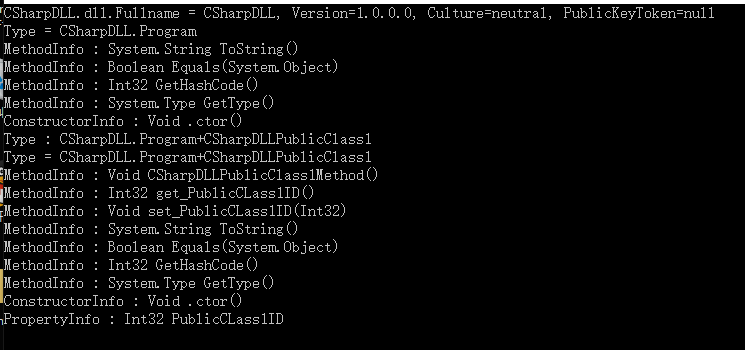 CSharpDLL.dll.Fullname = CSharpDLL, Version=1.0.0.0, Culture=neutral, PublicKeyToken=null
Type = CSharpDLL.Program
MethodInfo : System.String ToString()
MethodInfo : Boolean Equals(System.Object)
MethodInfo : Int32 GetHashCode()
MethodInfo : System.Type GetType()
ConstructorInfo : Void .ctor()
Type : CSharpDLL.Program+CSharpDLLPublicClass1
Type = CSharpDLL.Program+CSharpDLLPublicClass1
MethodInfo : Void CSharpDLLPublicClass1Method()
MethodInfo : Int32 get_PublicCLass1ID()
MethodInfo : Void set_PublicCLass1ID(Int32)
MethodInfo : System.String ToString()
MethodInfo : Boolean Equals(System.Object)
MethodInfo : Int32 GetHashCode()
MethodInfo : System.Type GetType()
ConstructorInfo : Void .ctor()
PropertyInfo : Int32 PublicCLass1ID